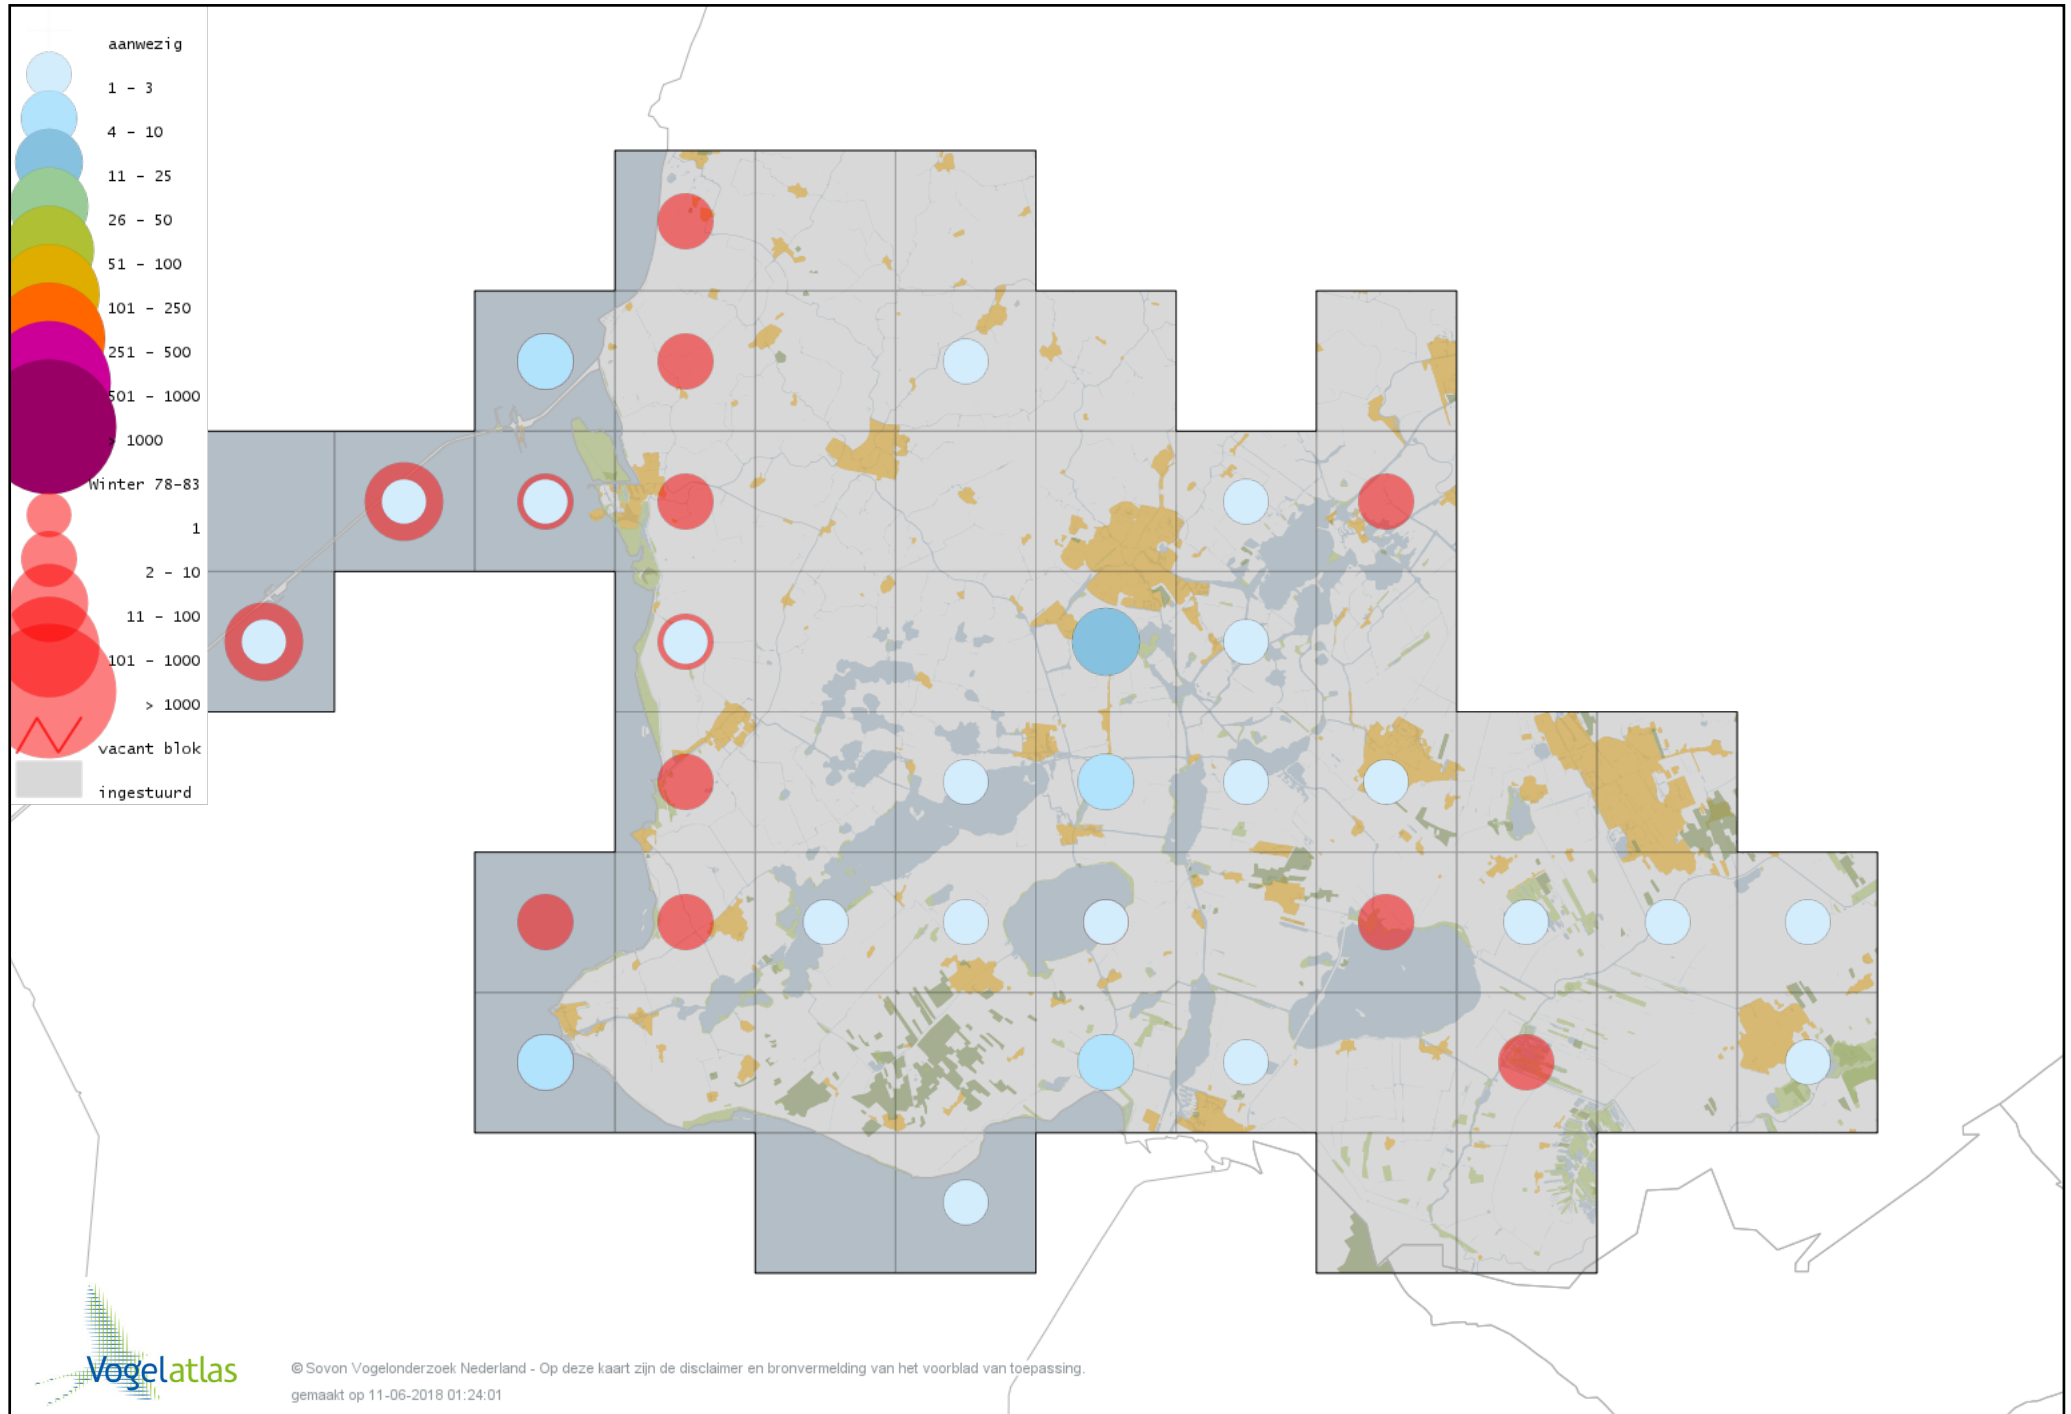 aanwezig
1 – 3
4 – 10
11 – 25
26 – 50
51 – 100
101 – 250
251 – 500
501 – 1000
> 1000
Winter 78-83
1
2 – 10
11 – 100
101 – 1000
> 1000
vacant blok
ingestuurd
Vogelatlas
© Sovon Vogelonderzoek Nederland - Op deze kaart zijn de disclaimer en bronvermelding van het voorblad van toepassing.
gemaakt op 11-06-2018 01:24:01